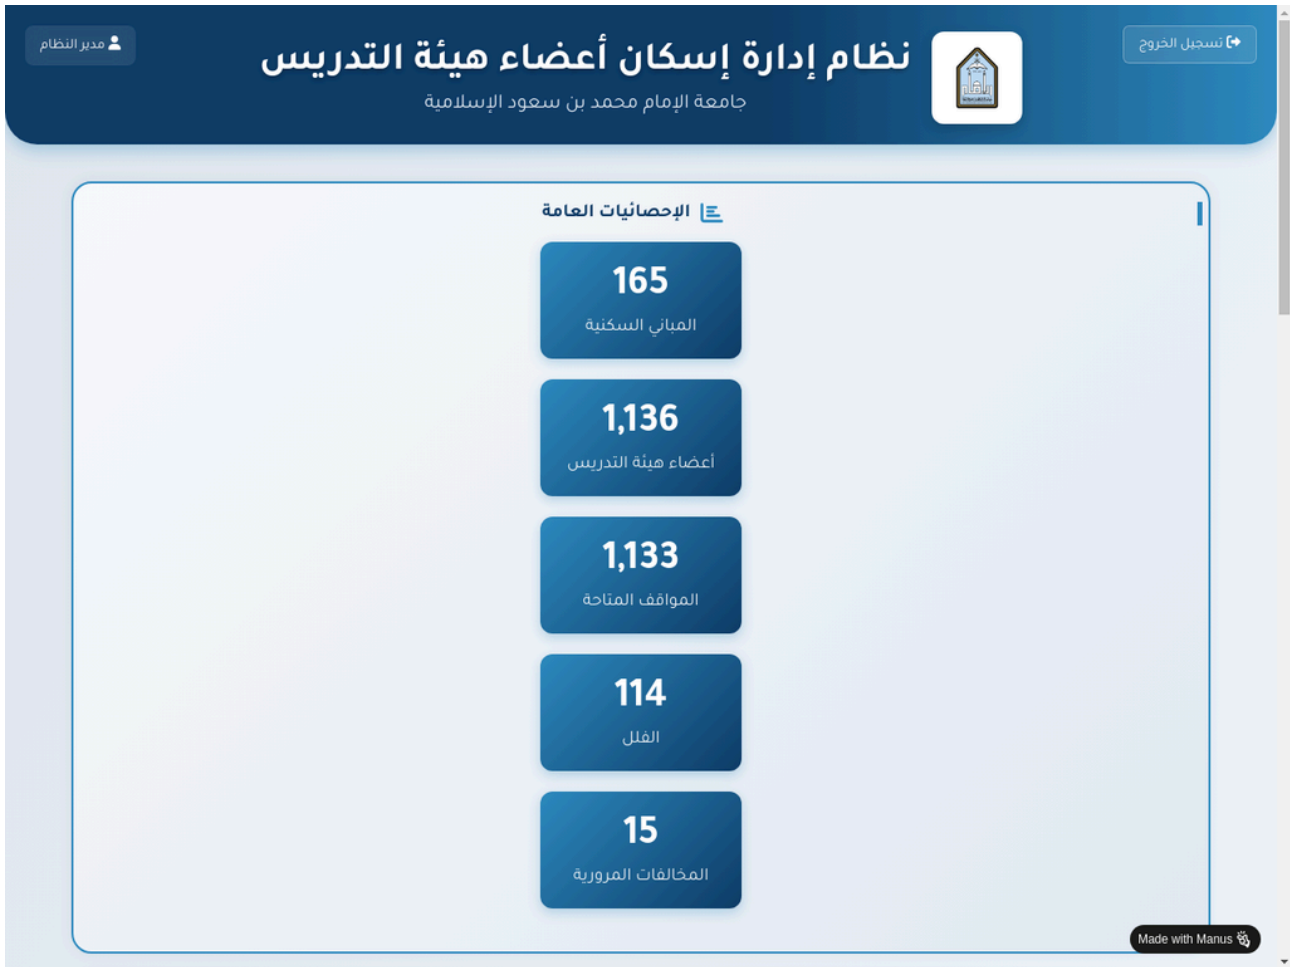 تسجيل الخروج
نظام إدارة إسكان أعضاء هيئة التدريس
جامعة الإمام محمد بن سعود الإسلامية
مدير النظام
الإحصائيات العامة
165
المباني السكنية
1,136
أعضاء هيئة التدريس
1,133
المواقف المتاحة
114
الفلل
15
المخالفات المرورية
Made with Manus